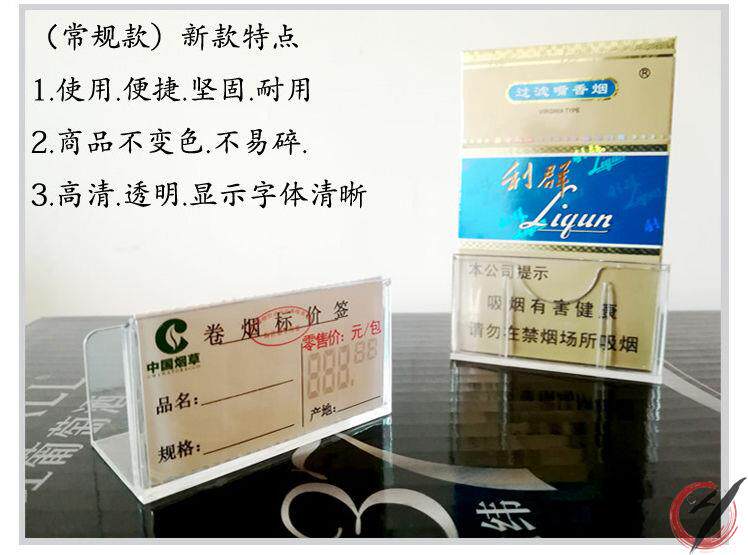 （常规款）新款特点
1.使用.便捷.坚固.耐用
2.商品不变色.不易碎.
3.高清.透明.显示字体清晰
过滤嘴香烟
®
VIRGINIA TYPE
利群
Liqun
本公司提示
吸烟有害健康
请勿在禁烟场所吸烟
中国烟草
卷烟标价签
零售价：元/包
888.88
品名：
规格：
产地：
纬